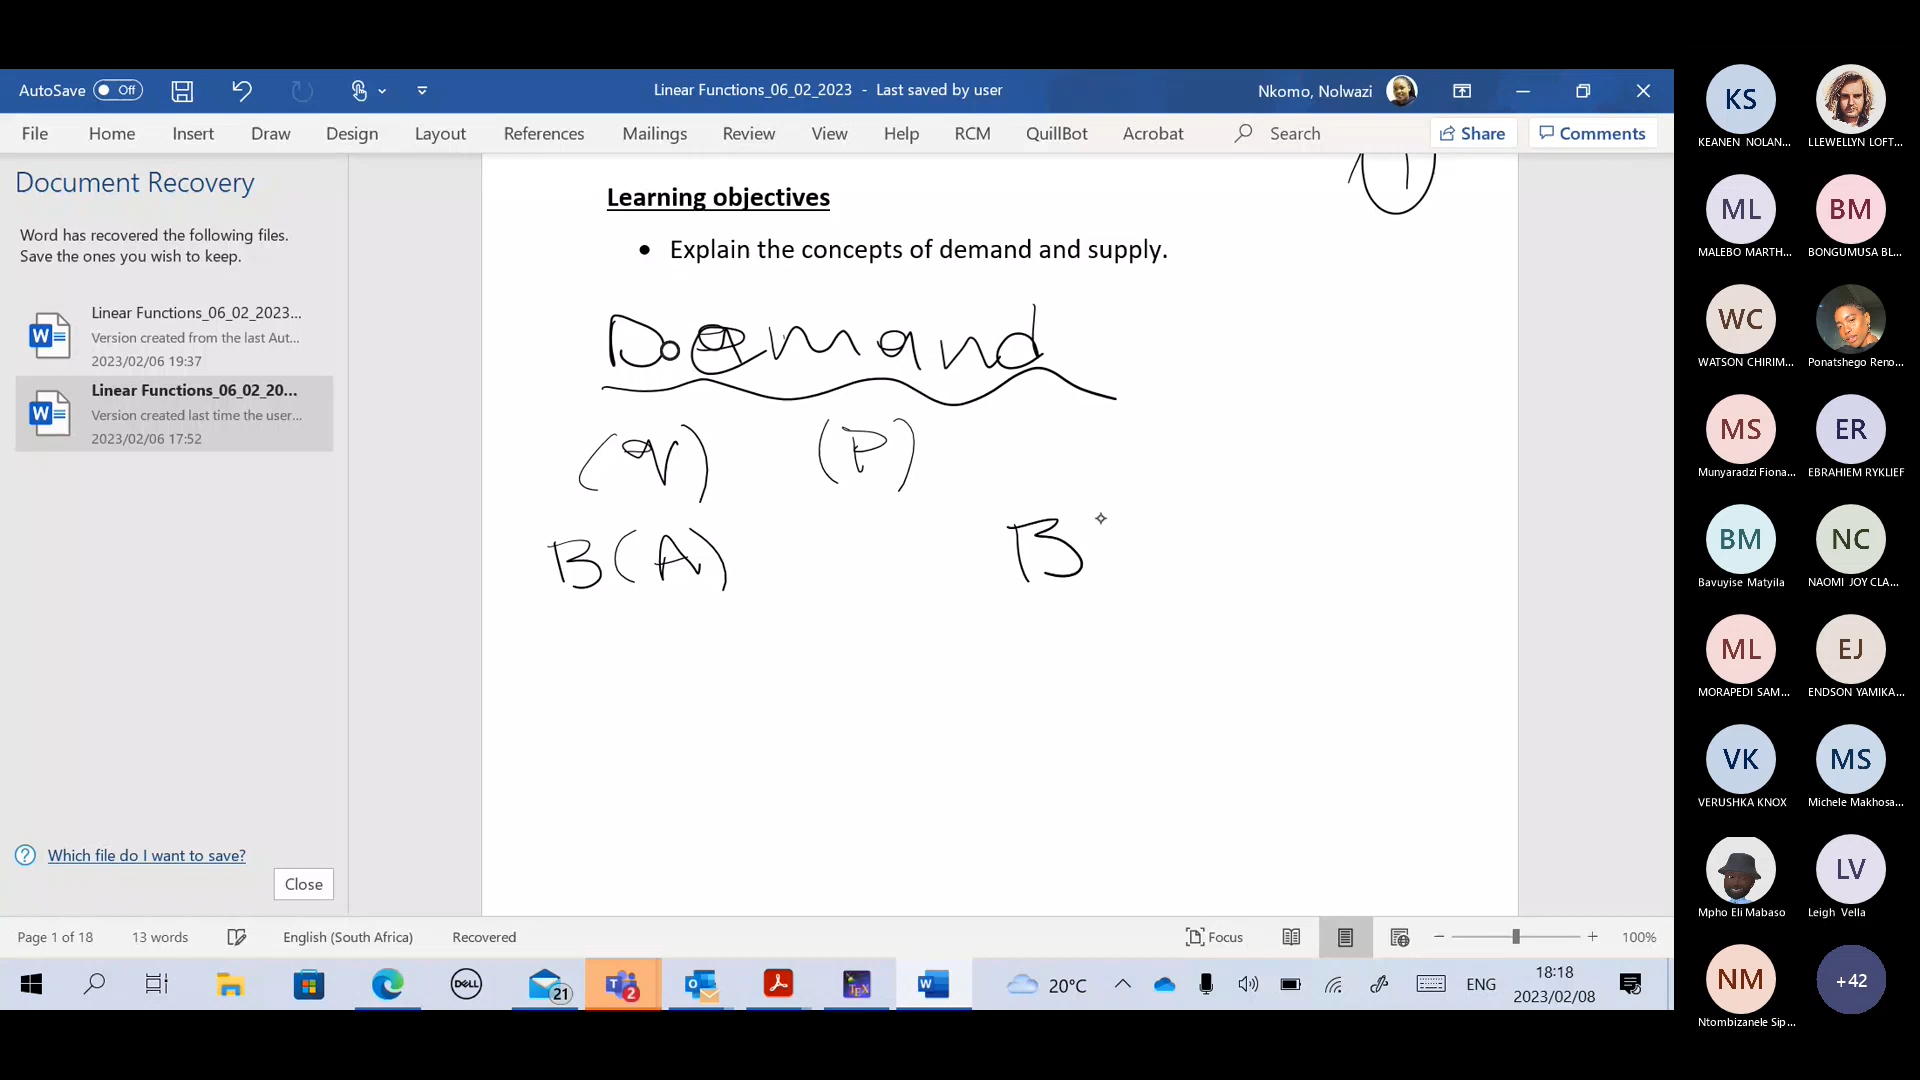 AutoSave Off
Linear Functions_06_02_2023 - Last saved by user
Nkomo, Nolwazi
File Home Insert Draw Design Layout References Mailings Review View Help RCM QuillBot Acrobat Search Share Comments
Document Recovery
Word has recovered the following files.
Save the ones you wish to keep.
Linear Functions_06_02_2023...
Version created from the last Aut...
2023/02/06 19:37
Linear Functions_06_02_20...
Version created last time the user...
2023/02/06 17:52
Which file do I want to save?
Close
Learning objectives
• Explain the concepts of demand and supply.
Demand
(q) (P)
B(A) B
Page 1 of 18 13 words English (South Africa) Recovered Focus 100%
DELL 21 2 20°C ENG
18:18
2023/02/08
KS
KEANEN NOLAN...
LLEWELLYN LOFT...
ML
MALEBO MARTH...
BM
BONGUMUSA BL...
WC
WATSON CHIRIM...
Ponatshego Reno...
MS
Munyaradzi Fiona...
ER
EBRAHIEM RYKLIEF
BM
Bavuyise Matyila
NC
NAOMI JOY CLA...
ML
MORAPEDI SAM...
EJ
ENDSON YAMIKA...
VK
VERUSHKA KNOX
MS
Michele Makhosa...
Mpho Eli Mabaso
LV
Leigh Vella
NM
Ntombizanele Sip...
+42